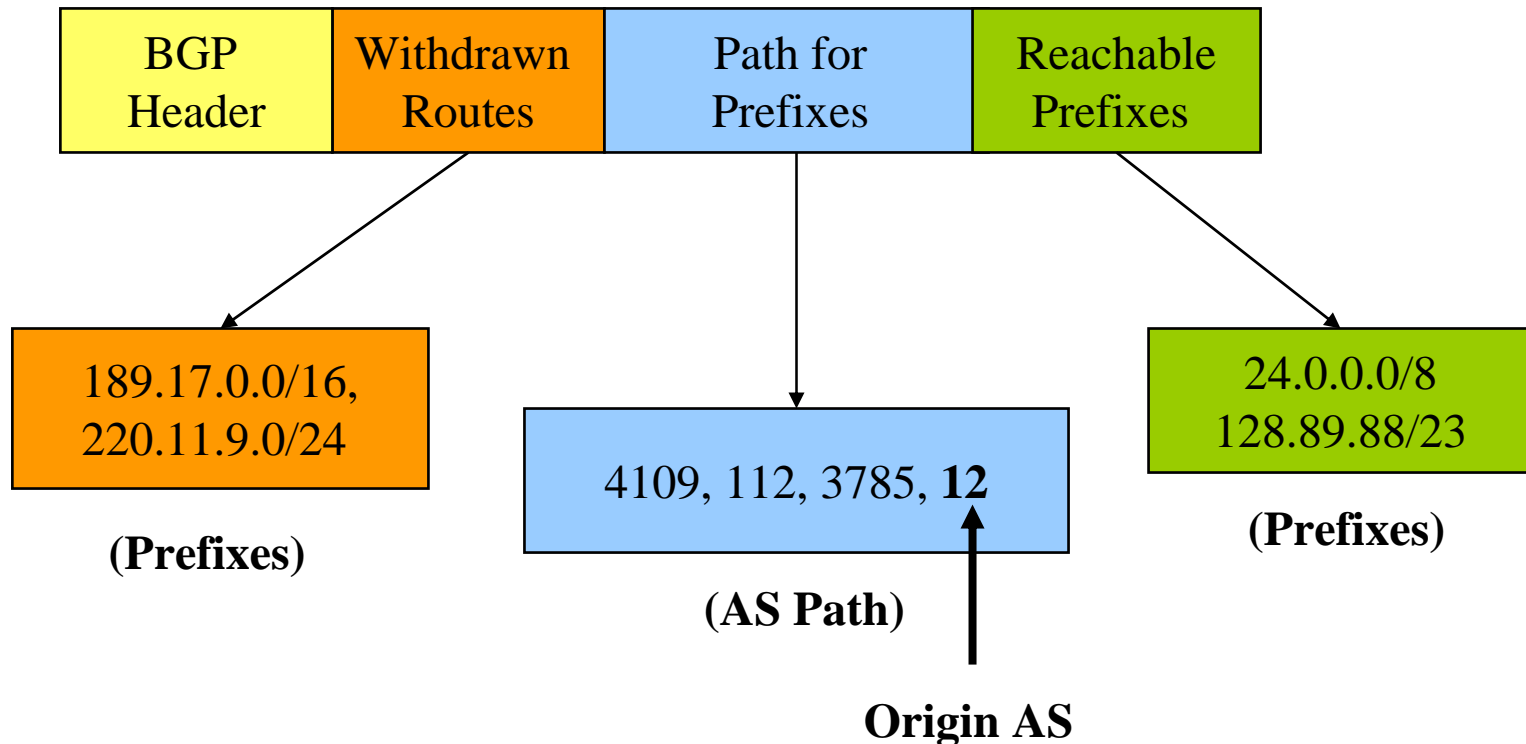 BGP
Header
Withdrawn
Routes
Path for
Prefixes
Reachable
Prefixes
189.17.0.0/16,
220.11.9.0/24
(Prefixes)
4109, 112, 3785, 12
(AS Path)
Origin AS
24.0.0.0/8
128.89.88/23
(Prefixes)